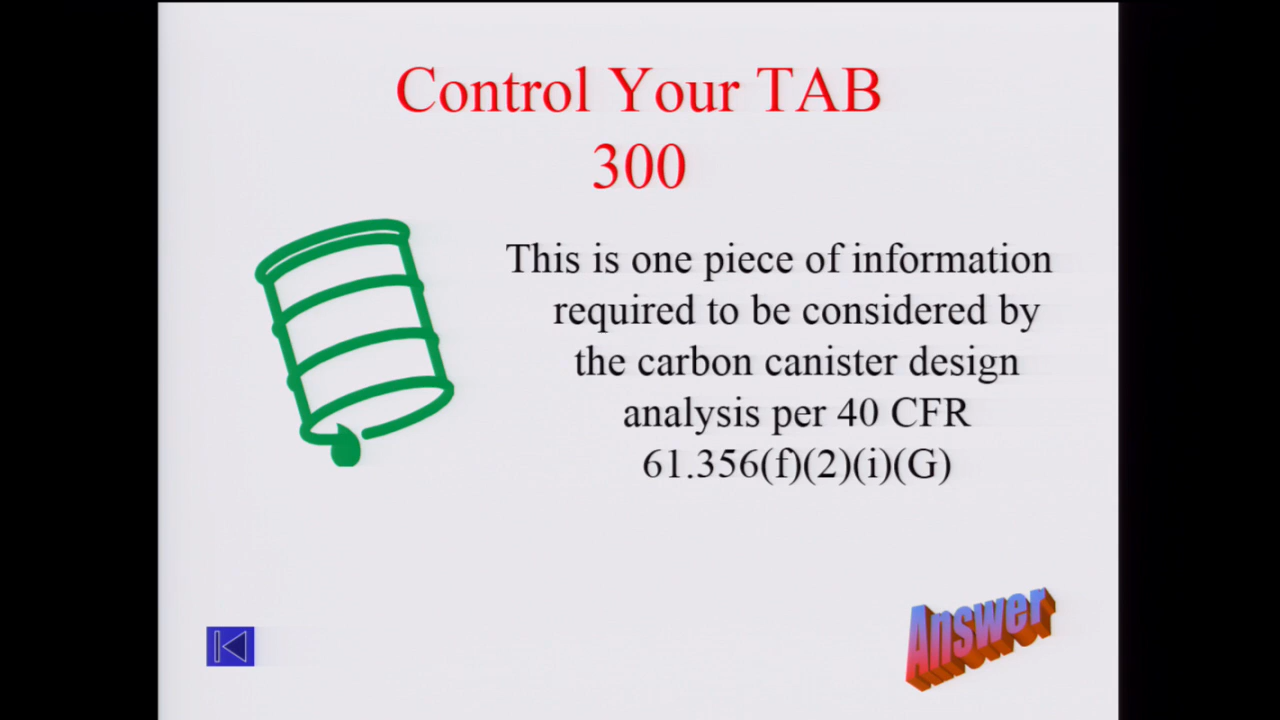 Control Your TAB
300
This is one piece of information
required to be considered by
the carbon canister design
analysis per 40 CFR
61.356(f)(2)(i)(G)
Answer